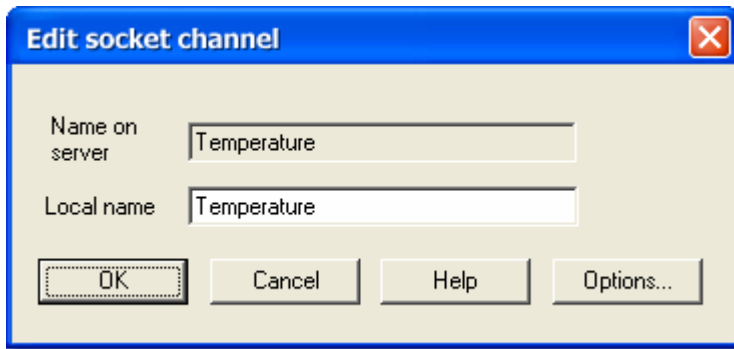 Edit socket channel
Name on
server
Temperature
Local name
Temperature
OK Cancel Help Options...